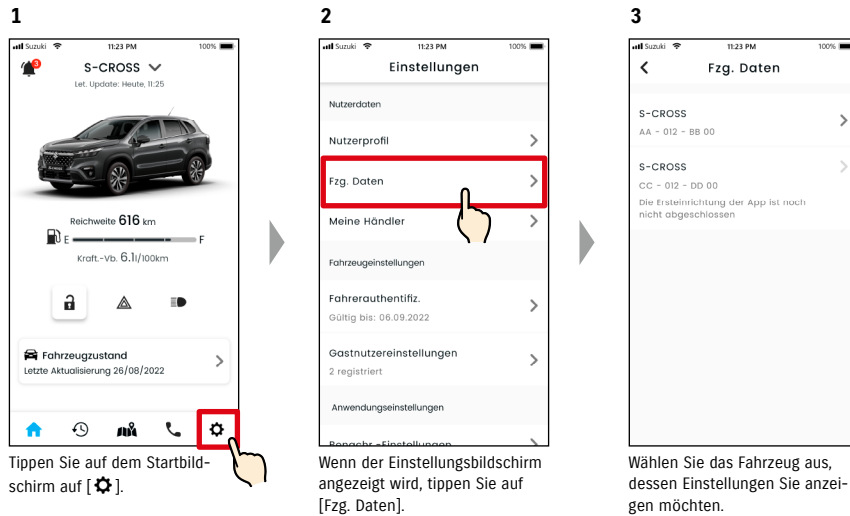 1
Suzuki 11:23 PM 100%
3
S-CROSS
Let. Update: Heute, 11:25
Reichweite 616 km
E F
Kraft.-Vb. 6.1l/100km
Fahrzeugzustand
Letzte Aktualisierung 26/08/2022
Tippen Sie auf dem Startbild-
schirm auf [ ].
2
Suzuki 11:23 PM 100%
Einstellungen
Nutzerdaten
Nutzerprofil
Fzg. Daten
Meine Händler
Fahrzeugeinstellungen
Fahrerauthentifiz.
Gültig bis: 06.09.2022
Gastnutzereinstellungen
2 registriert
Anwendungseinstellungen
Benachr.-Einstellungen
Wenn der Einstellungsbildschirm
angezeigt wird, tippen Sie auf
[Fzg. Daten].
3
Suzuki 11:23 PM 100%
Fzg. Daten
S-CROSS
AA - 012 - BB 00
S-CROSS
CC - 012 - DD 00
Die Ersteinrichtung der App ist noch
nicht abgeschlossen
Wählen Sie das Fahrzeug aus,
dessen Einstellungen Sie anzei-
gen möchten.